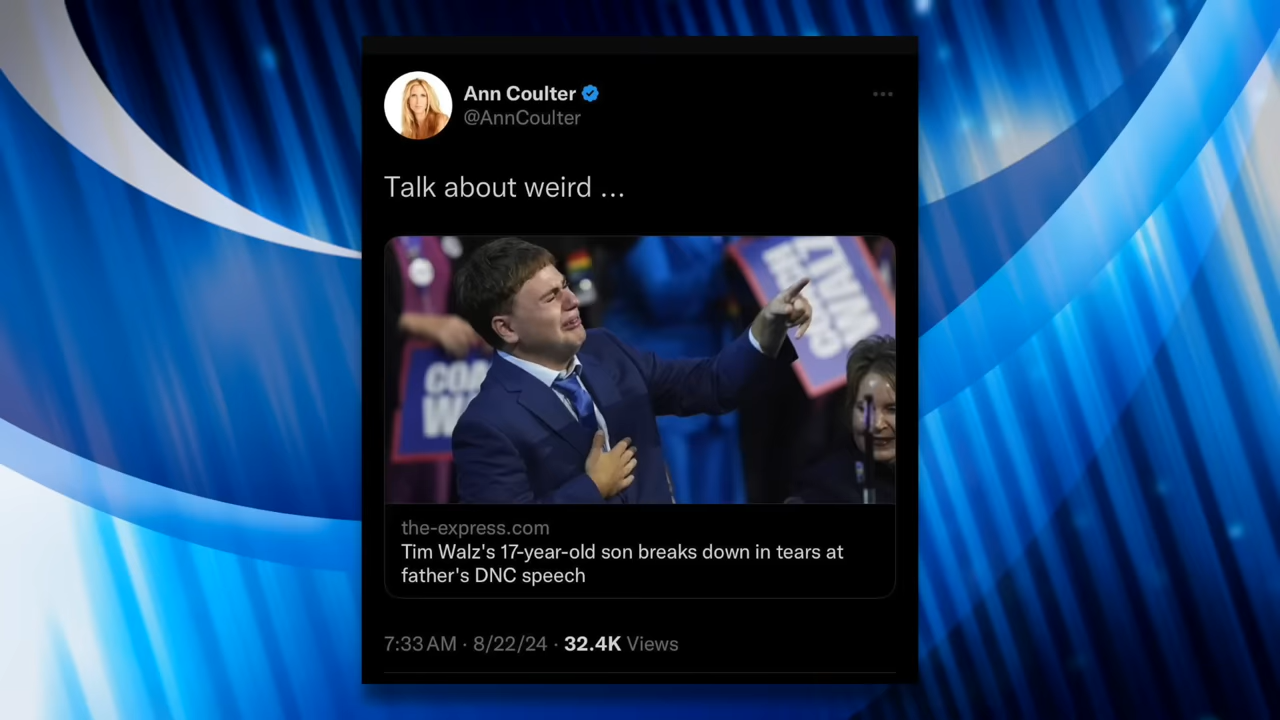 Ann Coulter
@AnnCoulter
Talk about weird ...
the-express.com
Tim Walz's 17-year-old son breaks down in tears at
father's DNC speech
7:33 AM · 8/22/24 · 32.4K Views